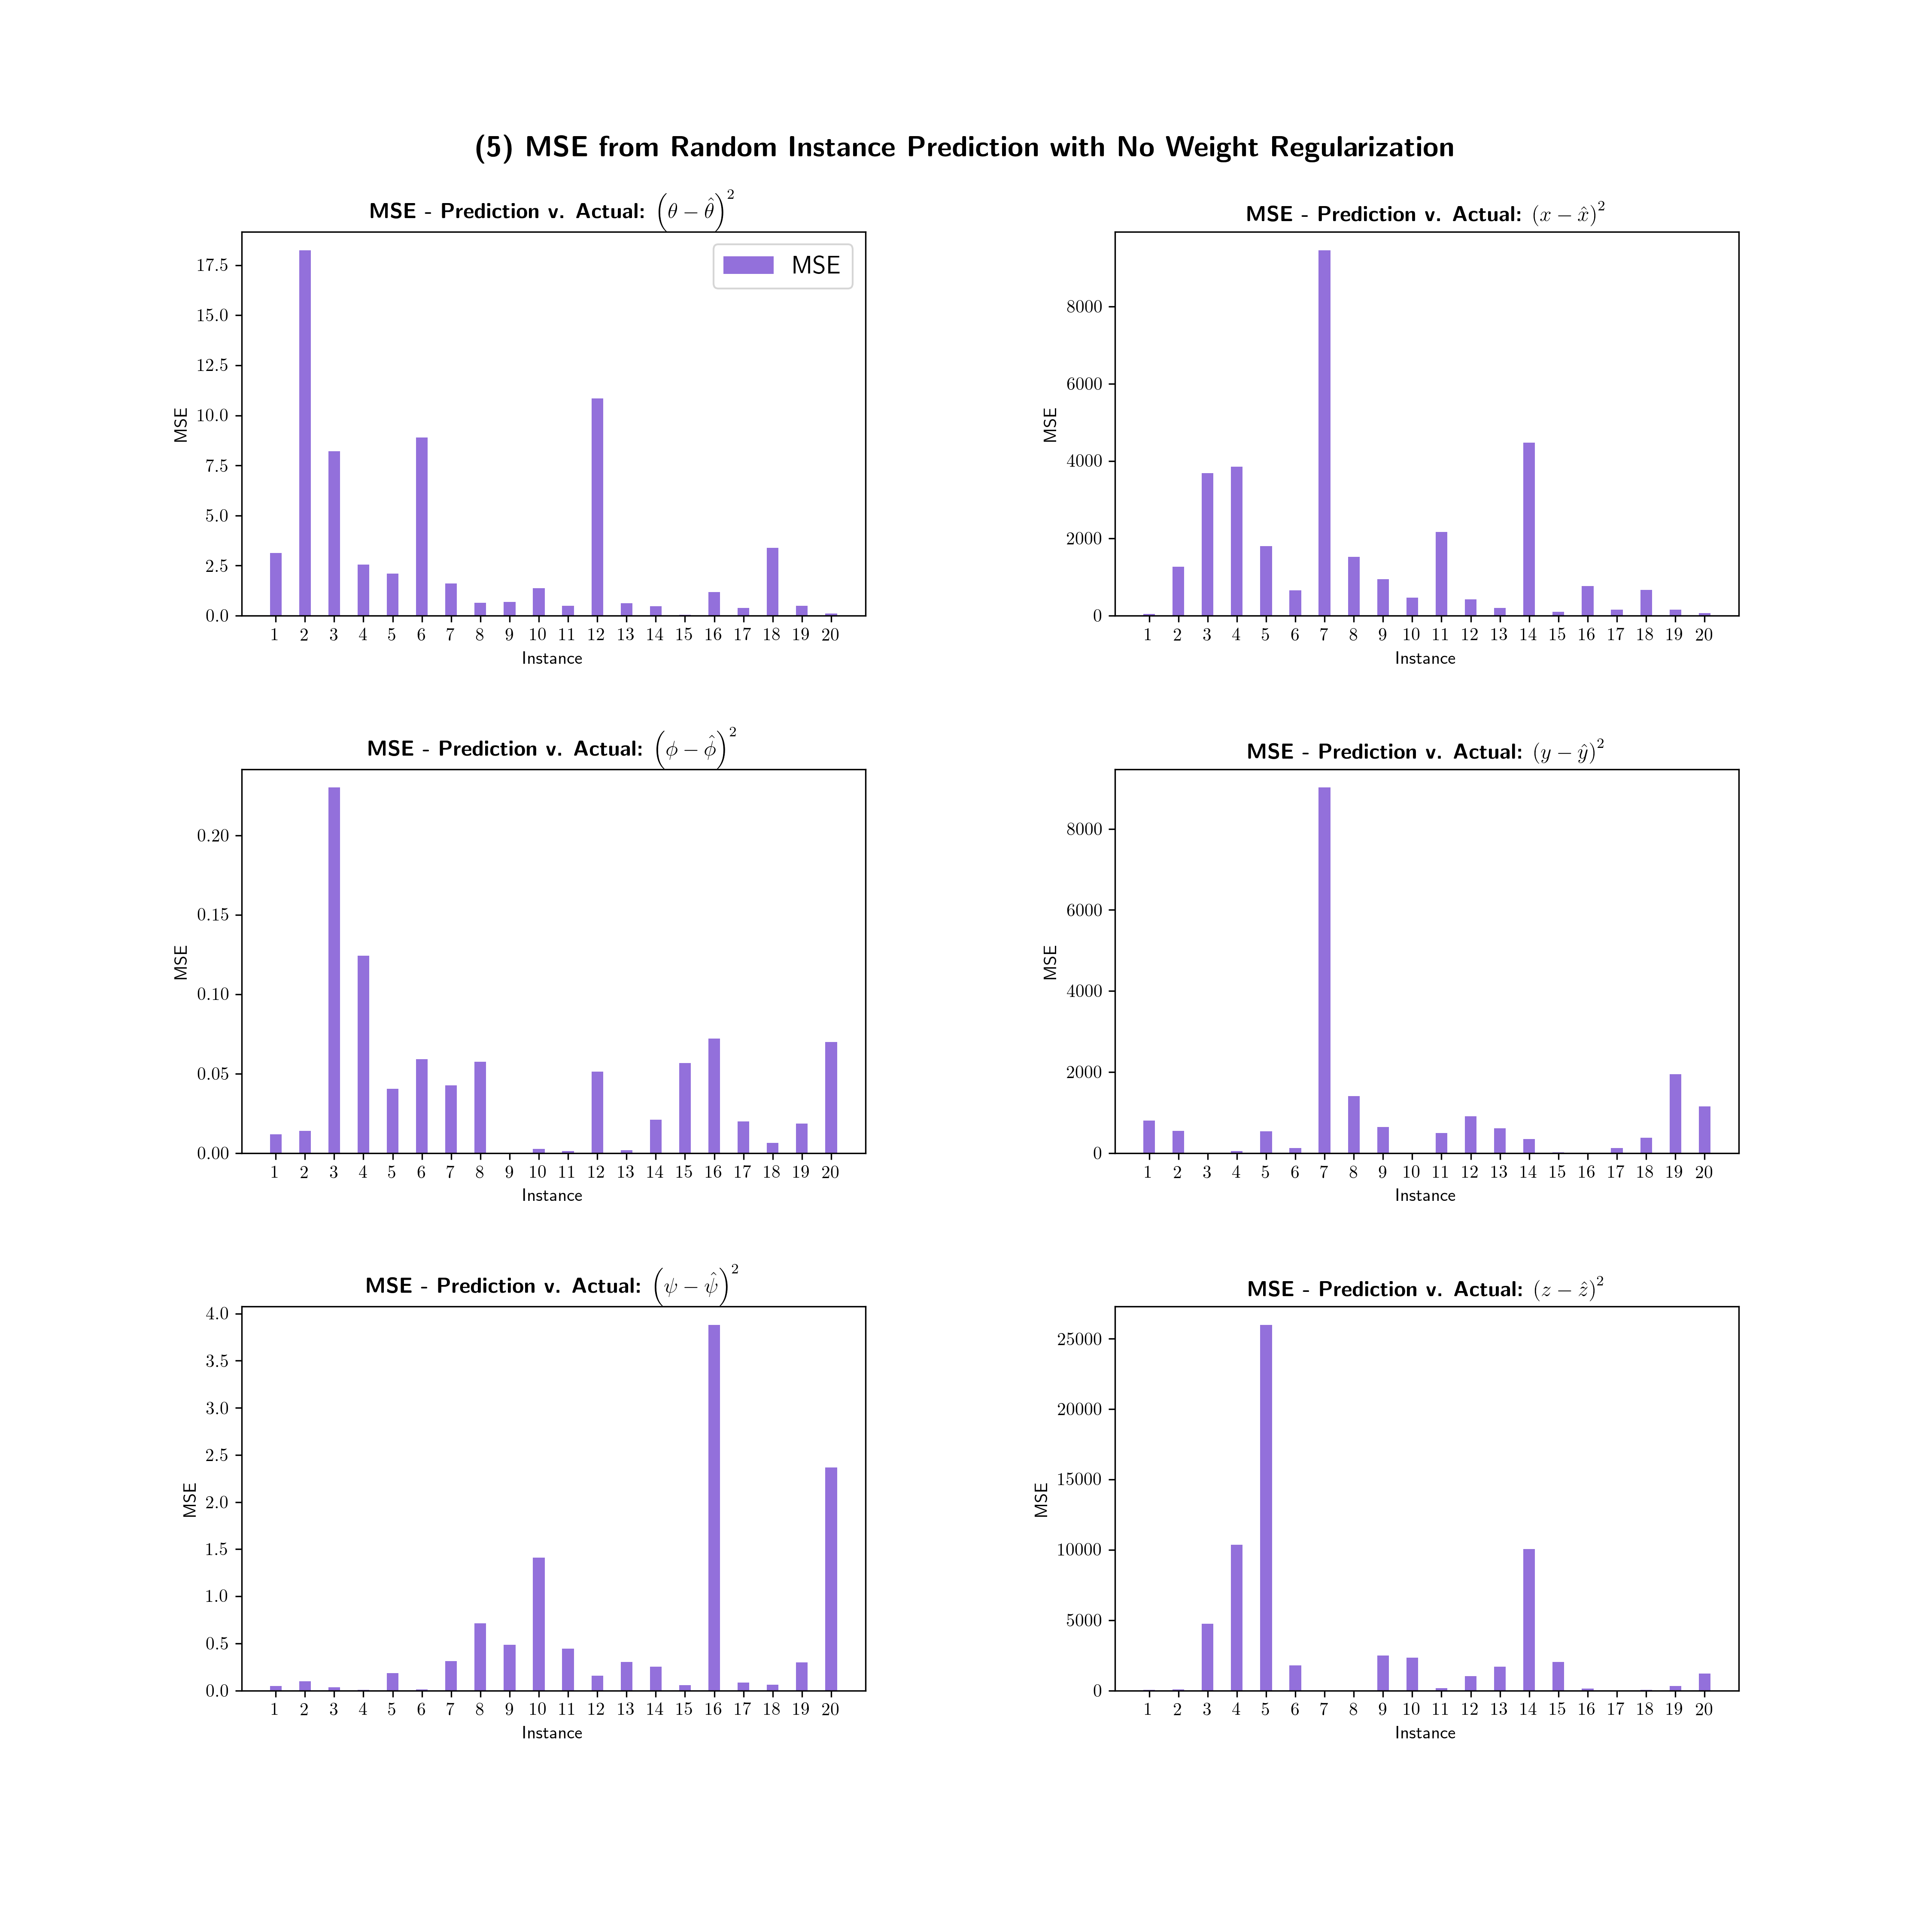 (5) MSE from Random Instance Prediction with No Weight Regularization
MSE - Prediction v. Actual: (θ − θ̂)²
MSE
17.5
15.0
12.5
10.0
7.5
5.0
2.5
0.0
MSE
1 2 3 4 5 6 7 8 9 10 11 12 13 14 15 16 17 18 19 20
Instance
MSE - Prediction v. Actual: (x − x̂)²
8000
6000
4000
2000
0
MSE
1 2 3 4 5 6 7 8 9 10 11 12 13 14 15 16 17 18 19 20
Instance
MSE - Prediction v. Actual: (ϕ − ϕ̂)²
0.20
0.15
0.10
0.05
0.00
MSE
1 2 3 4 5 6 7 8 9 10 11 12 13 14 15 16 17 18 19 20
Instance
MSE - Prediction v. Actual: (y − ŷ)²
8000
6000
4000
2000
0
MSE
1 2 3 4 5 6 7 8 9 10 11 12 13 14 15 16 17 18 19 20
Instance
MSE - Prediction v. Actual: (ψ − ψ̂)²
4.0
3.5
3.0
2.5
2.0
1.5
1.0
0.5
0.0
MSE
1 2 3 4 5 6 7 8 9 10 11 12 13 14 15 16 17 18 19 20
Instance
MSE - Prediction v. Actual: (z − ẑ)²
25000
20000
15000
10000
5000
0
MSE
1 2 3 4 5 6 7 8 9 10 11 12 13 14 15 16 17 18 19 20
Instance